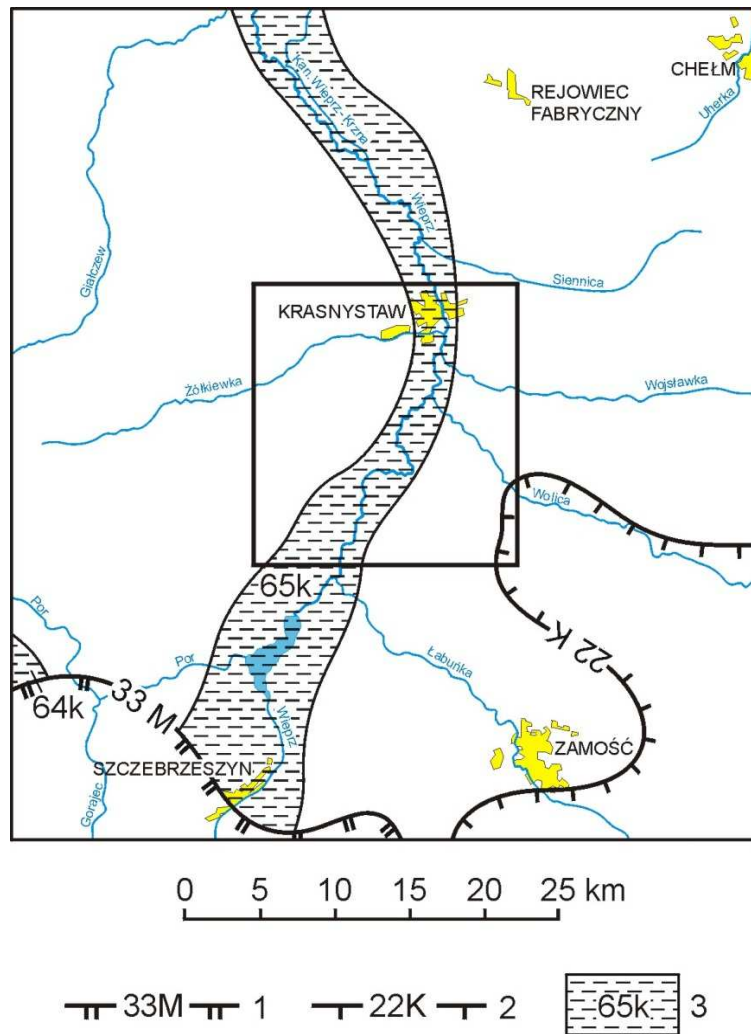 CHEŁM
REJOWIEC
FABRYCZNY
Uherka
Kan. Wieprz-Krzna
Wieprz
Siennica
Giałczew
KRASNYSTAW
Żółkiewka
Wojsławka
Wolica
65k
22 K
Por
Por
Łabuńka
64k
33 M
Wieprz
ZAMOŚĆ
SZCZEBRZESZYN
Gorajec
0 5 10 15 20 25 km
33M 1 22K 2 65k 3